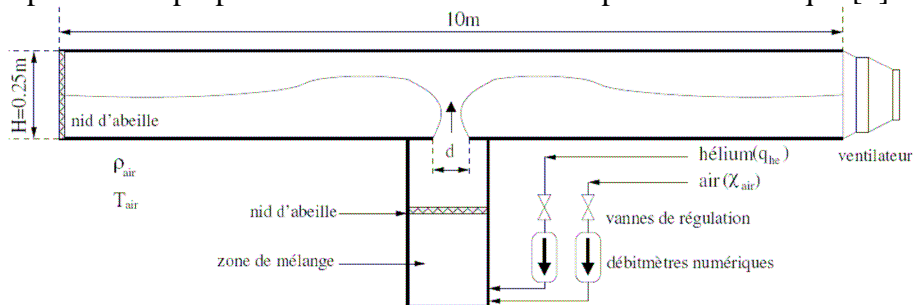 10m
H=0.25m
nid d'abeille
d
ventilateur
ρair
Tair
hélium(qhe)
air(χair)
nid d'abeille
vannes de régulation
zone de mélange
débitmètres numériques